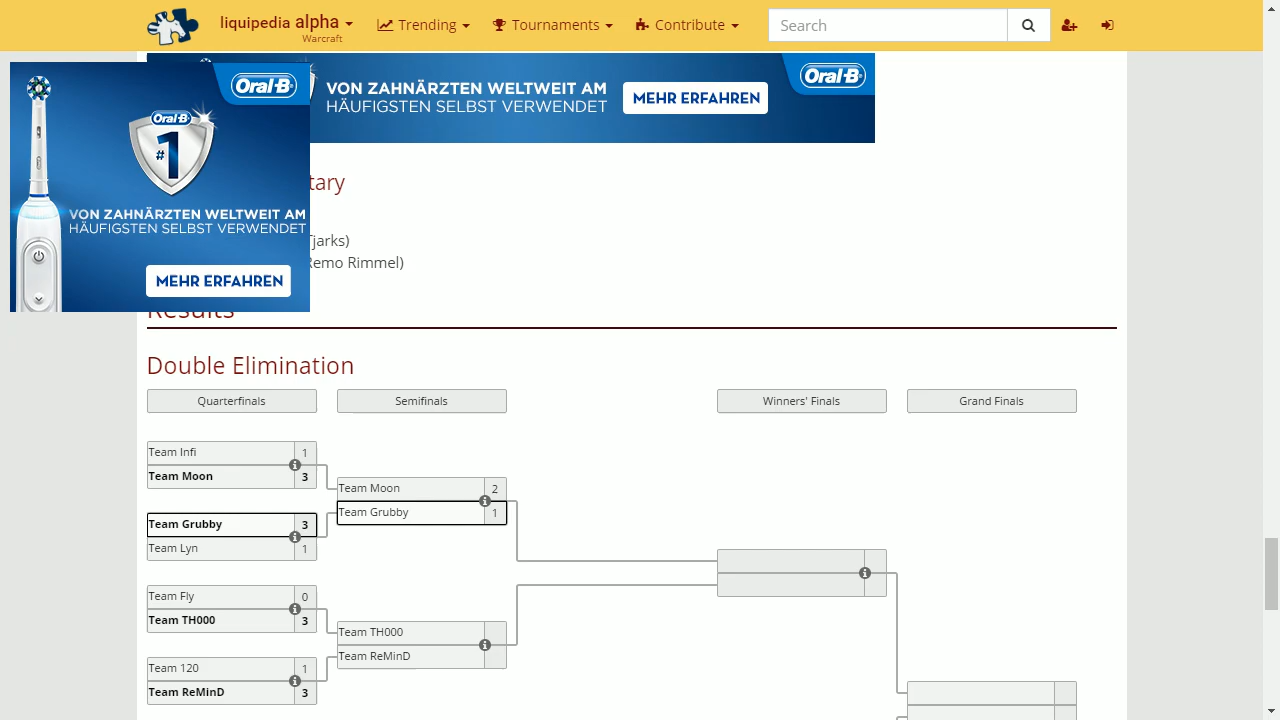 liquipedia alpha
Warcraft
Trending
Tournaments
Contribute
Search
Oral-B
VON ZAHNÄRZTEN WELTWEIT AM
HÄUFIGSTEN SELBST VERWENDET
MEHR ERFAHREN
Oral-B
Oral-B
#1
VON ZAHNÄRZTEN WELTWEIT AM
HÄUFIGSTEN SELBST VERWENDET
MEHR ERFAHREN
tary
Tjarks)
Remo Rimmel)
Results
Double Elimination
Quarterfinals
Semifinals
Winners' Finals
Grand Finals
Team Infi 1
Team Moon 3
Team Grubby 3
Team Lyn 1
Team Fly 0
Team TH000 3
Team 120 1
Team ReMinD 3
Team Moon 2
Team Grubby 1
Team TH000
Team ReMinD